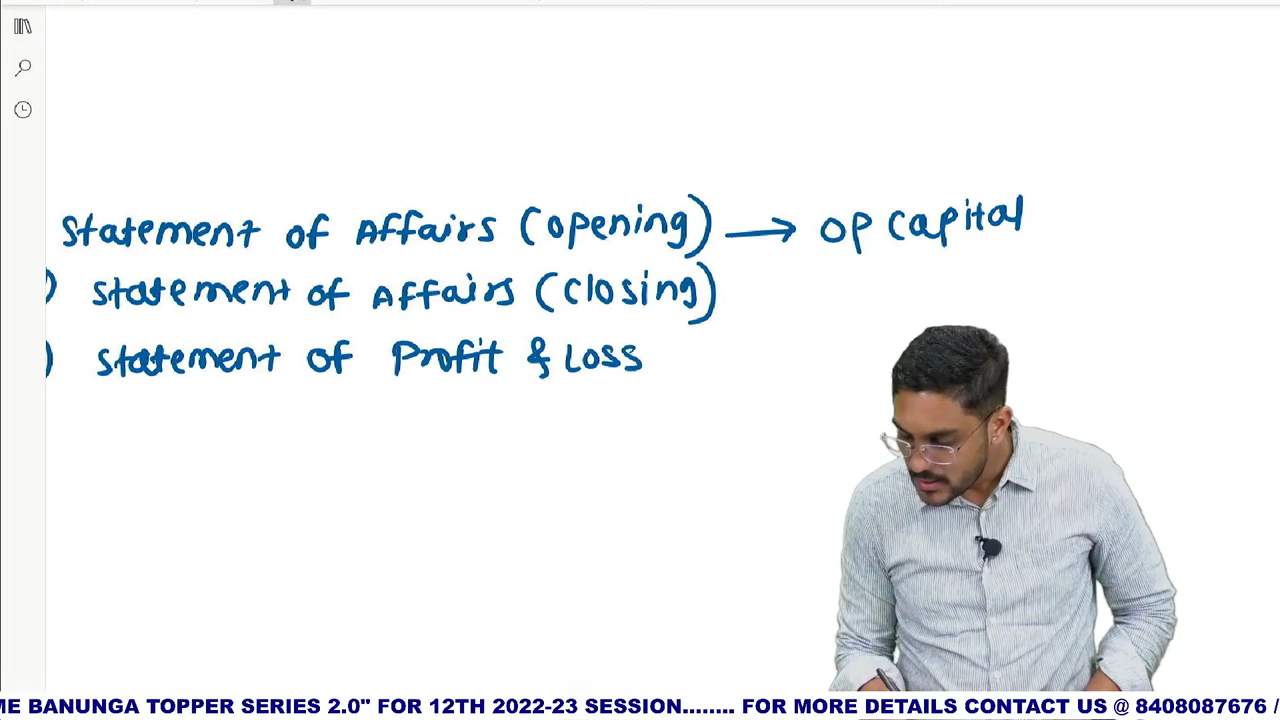 Statement of Affairs (opening) → op capital
) statement of Affairs (closing)
) statement of Profit & Loss
ME BANUNGA TOPPER SERIES 2.0" FOR 12TH 2022-23 SESSION........ FOR MORE DETAILS CONTACT US @ 8408087676 /